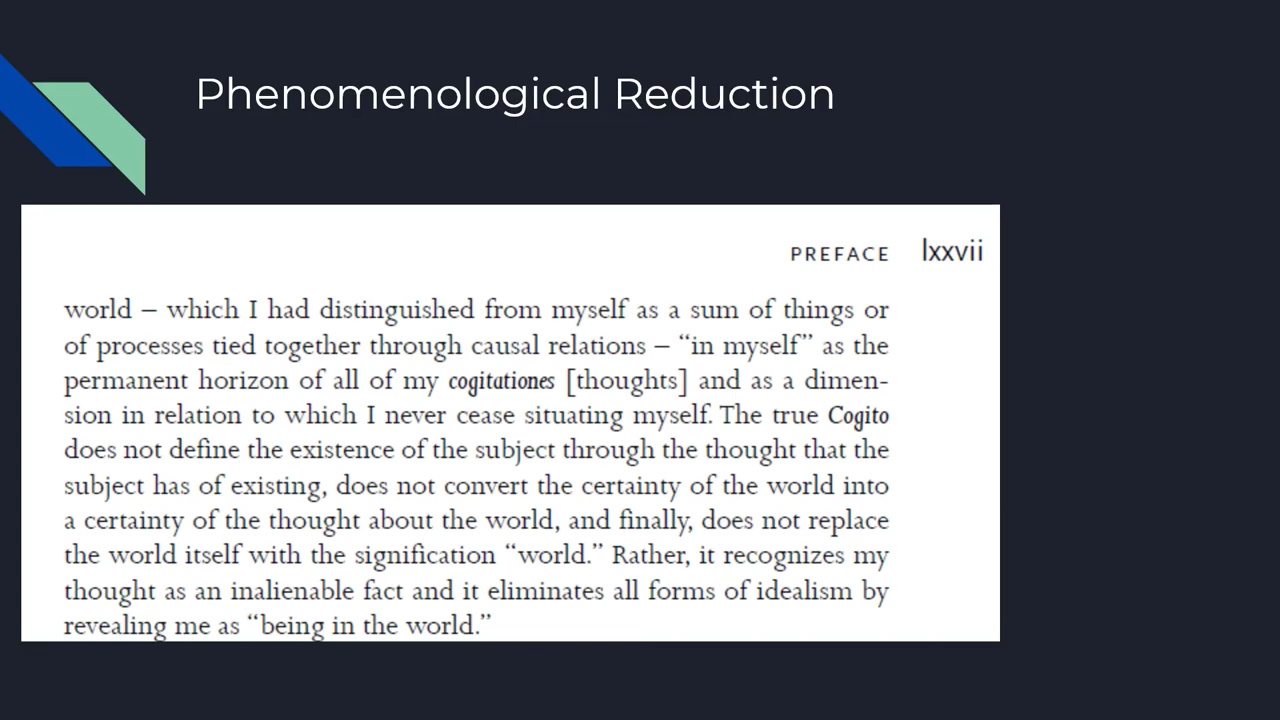 Phenomenological Reduction
PREFACE lxxvii
world – which I had distinguished from myself as a sum of things or
of processes tied together through causal relations – “in myself” as the
permanent horizon of all of my cogitationes [thoughts] and as a dimen-
sion in relation to which I never cease situating myself. The true Cogito
does not define the existence of the subject through the thought that the
subject has of existing, does not convert the certainty of the world into
a certainty of the thought about the world, and finally, does not replace
the world itself with the signification “world.” Rather, it recognizes my
thought as an inalienable fact and it eliminates all forms of idealism by
revealing me as “being in the world.”